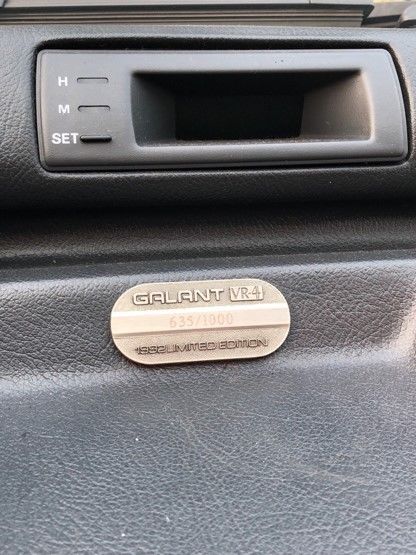 H
M
SET
GALANT VR-4
635/1000
1992 LIMITED EDITION